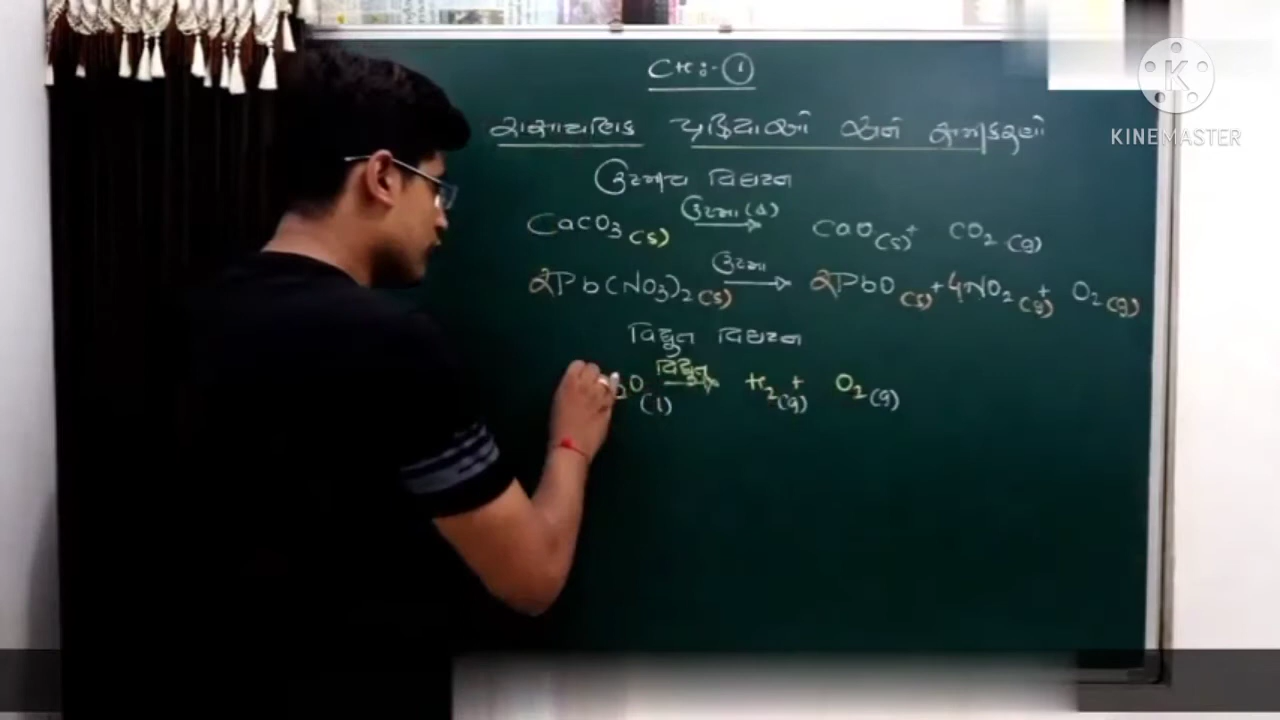 CH:-(1)
રાસાયણિક પ્રક્રિયાઓ અને સમીકરણો
ઉષ્મીય વિઘટન
CaCO3(s) ઉષ્મા(Δ) → CaO(s) + CO2(g)
2Pb(NO3)2(s) ઉષ્મા → 2PbO(s) + 4NO2(g) + O2(g)
વિદ્યુત વિઘટન
2O(l) વિદ્યુત → H2(g) + O2(g)
KINEMASTER